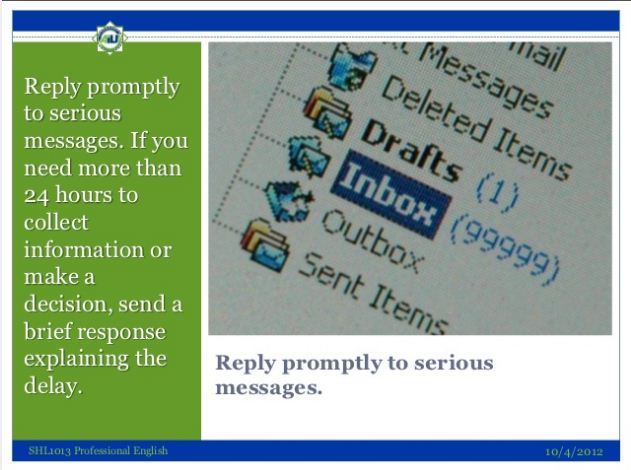 Reply promptly
to serious
messages. If you
need more than
24 hours to
collect
information or
make a
decision, send a
brief response
explaining the
delay.
mail
Messages
Deleted Items
Drafts (1)
Inbox (99999)
Outbox
Sent Items
Reply promptly to serious
messages.
SHL1013 Professional English
10/4/2012